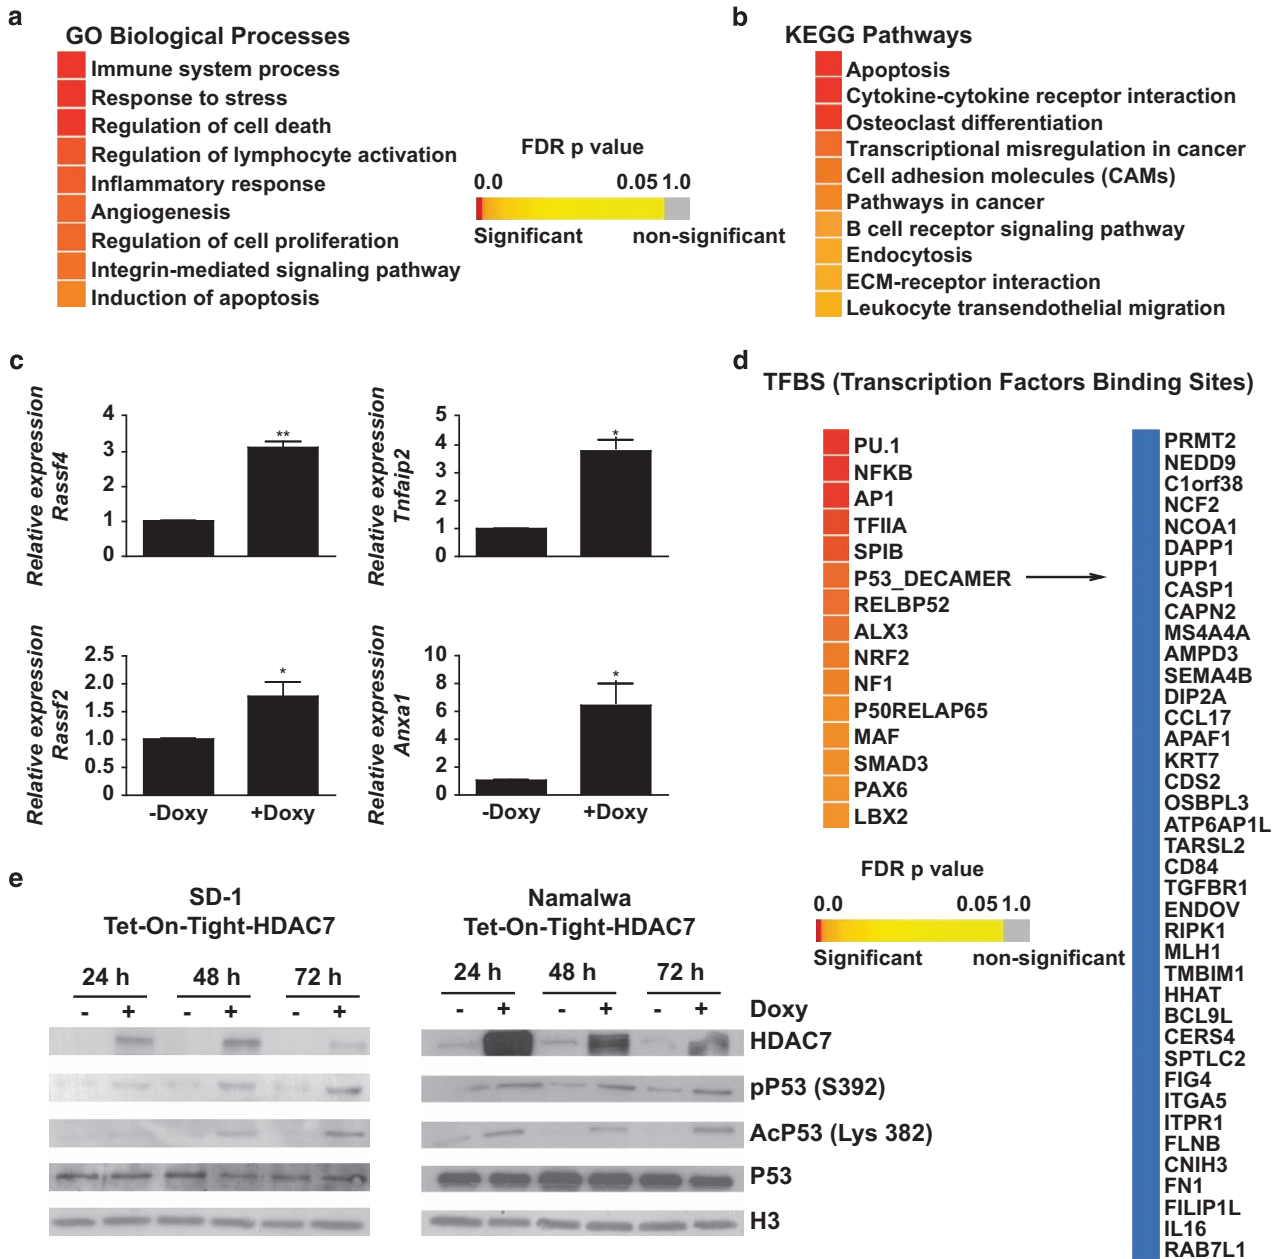 a
GO Biological Processes
Immune system process
Response to stress
Regulation of cell death
Regulation of lymphocyte activation
Inflammatory response
Angiogenesis
Regulation of cell proliferation
Integrin-mediated signaling pathway
Induction of apoptosis
FDR p value
0.0 0.05 1.0
Significant non-significant
b
KEGG Pathways
Apoptosis
Cytokine-cytokine receptor interaction
Osteoclast differentiation
Transcriptional misregulation in cancer
Cell adhesion molecules (CAMs)
Pathways in cancer
B cell receptor signaling pathway
Endocytosis
ECM-receptor interaction
Leukocyte transendothelial migration
c
Relative expression
Rassf4
4
3
2
1
0
**
Relative expression
Tnfaip2
5
4
3
2
1
0
*
Relative expression
Rassf2
2.5
2.0
1.5
1.0
0.5
0
*
-Doxy +Doxy
Relative expression
Anxa1
10
8
6
4
2
0
*
-Doxy +Doxy
d
TFBS (Transcription Factors Binding Sites)
PU.1
NFKB
AP1
TFIIA
SPIB
P53_DECAMER
RELBP52
ALX3
NRF2
NF1
P50RELAP65
MAF
SMAD3
PAX6
LBX2
FDR p value
0.0 0.05 1.0
Significant non-significant
PRMT2
NEDD9
C1orf38
NCF2
NCOA1
DAPP1
UPP1
CASP1
CAPN2
MS4A4A
AMPD3
SEMA4B
DIP2A
CCL17
APAF1
KRT7
CDS2
OSBPL3
ATP6AP1L
TARSL2
CD84
TGFBR1
ENDOV
RIPK1
MLH1
TMBIM1
HHAT
BCL9L
CERS4
SPTLC2
FIG4
ITGA5
ITPR1
FLNB
CNIH3
FN1
FILIP1L
IL16
RAB7L1
e
SD-1
Tet-On-Tight-HDAC7
24 h 48 h 72 h
- + - + - +
Namalwa
Tet-On-Tight-HDAC7
24 h 48 h 72 h
- + - + - + Doxy
HDAC7
pP53 (S392)
AcP53 (Lys 382)
P53
H3